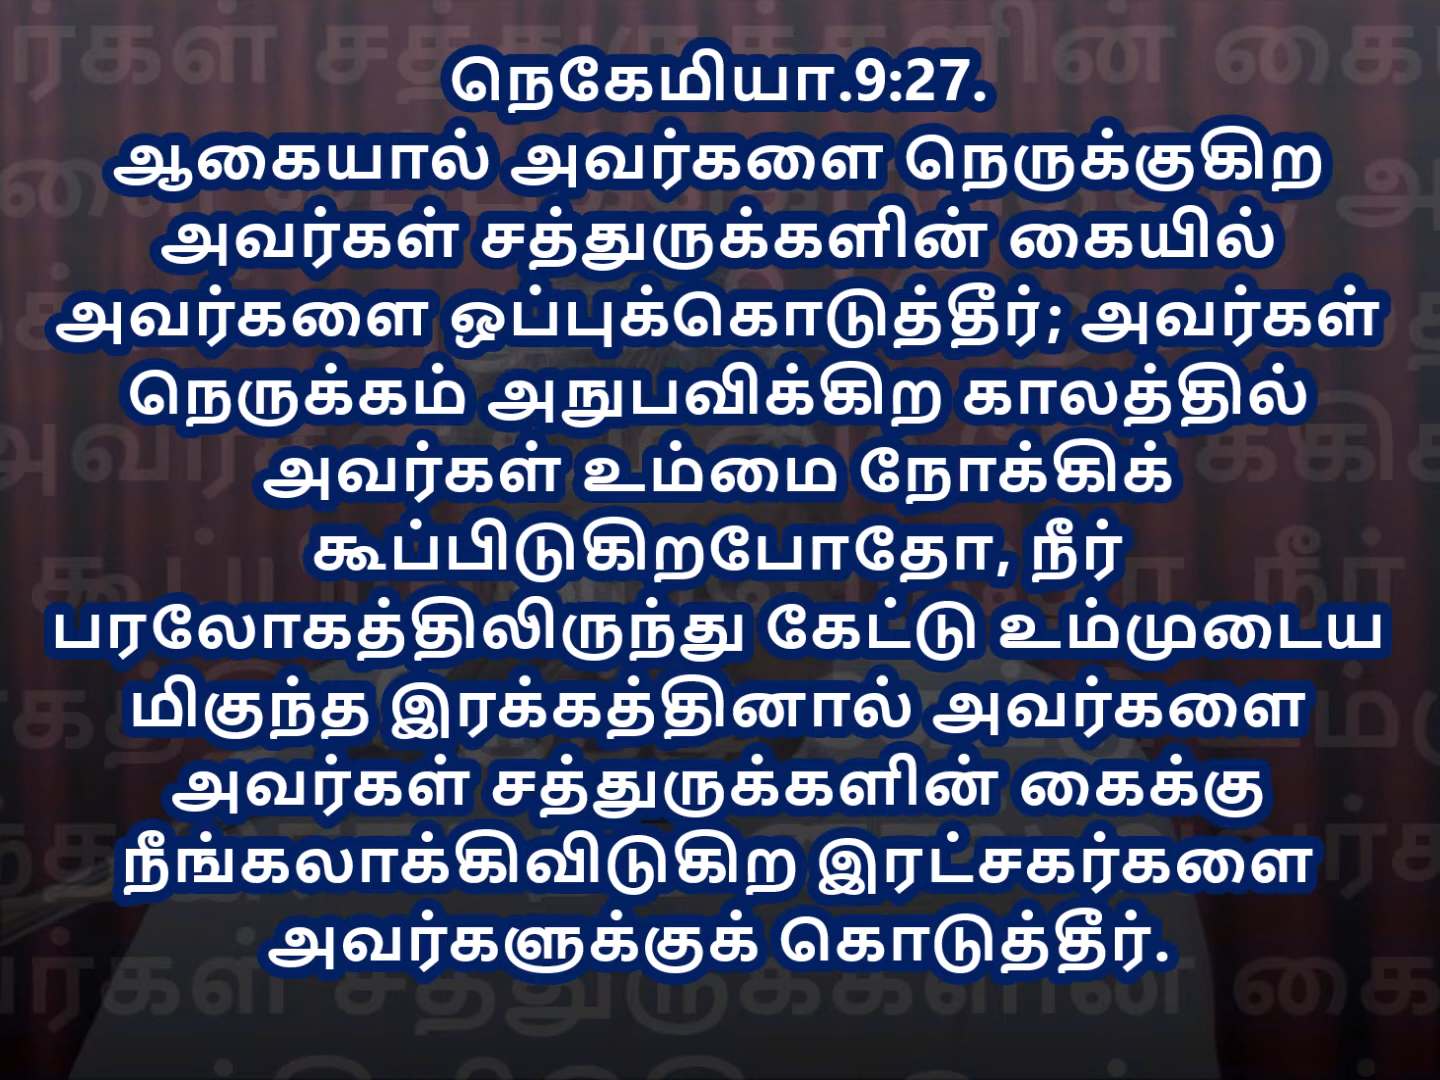 நெகேமியா.9:27.
ஆகையால் அவர்களை நெருக்குகிற
அவர்கள் சத்துருக்களின் கையில்
அவர்களை ஒப்புக்கொடுத்தீர்; அவர்கள்
நெருக்கம் அநுபவிக்கிற காலத்தில்
அவர்கள் உம்மை நோக்கிக்
கூப்பிடுகிறபோதோ, நீர்
பரலோகத்திலிருந்து கேட்டு உம்முடைய
மிகுந்த இரக்கத்தினால் அவர்களை
அவர்கள் சத்துருக்களின் கைக்கு
நீங்கலாக்கிவிடுகிற இரட்சகர்களை
அவர்களுக்குக் கொடுத்தீர்.